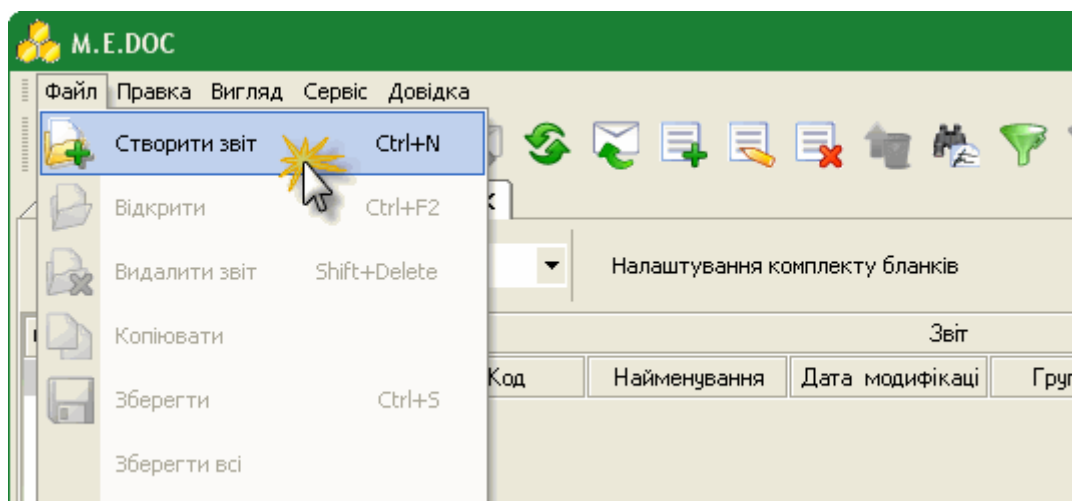 M.E.DOC
Файл Правка Вигляд Сервіс Довідка
Створити звіт Ctrl+N
Відкрити Ctrl+F2
Видалити звіт Shift+Delete
Налаштування комплекту бланків
Копіювати
Звіт
Код Найменування Дата модифікаці
Зберегти Ctrl+S
Зберегти всі